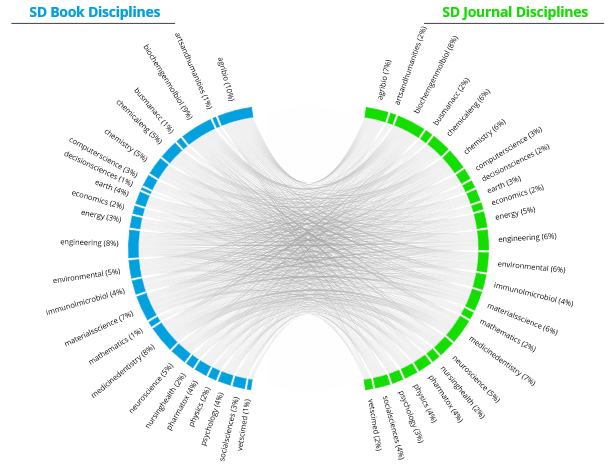 SD Book Disciplines
SD Journal Disciplines
agribio (10%)
artsandhumanities (1%)
biochemgenmolbiol (9%)
busmanacc (1%)
chemicaleng (5%)
chemistry (5%)
computerscience (3%)
decisionsciences (1%)
earth (4%)
economics (2%)
energy (3%)
engineering (8%)
environmental (5%)
immunolmicrobiol (4%)
materialsscience (7%)
mathematics (1%)
medicinedentistry (8%)
neuroscience (5%)
nursinghealth (2%)
pharmatox (4%)
physics (2%)
psychology (4%)
socialsciences (3%)
vetscimed (1%)
agribio (7%)
artsandhumanities (2%)
biochemgenmolbiol (8%)
busmanacc (2%)
chemicaleng (6%)
chemistry (6%)
computerscience (3%)
decisionsciences (2%)
earth (3%)
economics (2%)
energy (5%)
engineering (6%)
environmental (6%)
immunolmicrobiol (4%)
materialsscience (6%)
mathematics (2%)
medicinedentistry (7%)
neuroscience (5%)
nursinghealth (2%)
pharmatox (4%)
physics (4%)
psychology (3%)
socialsciences (4%)
vetscimed (2%)